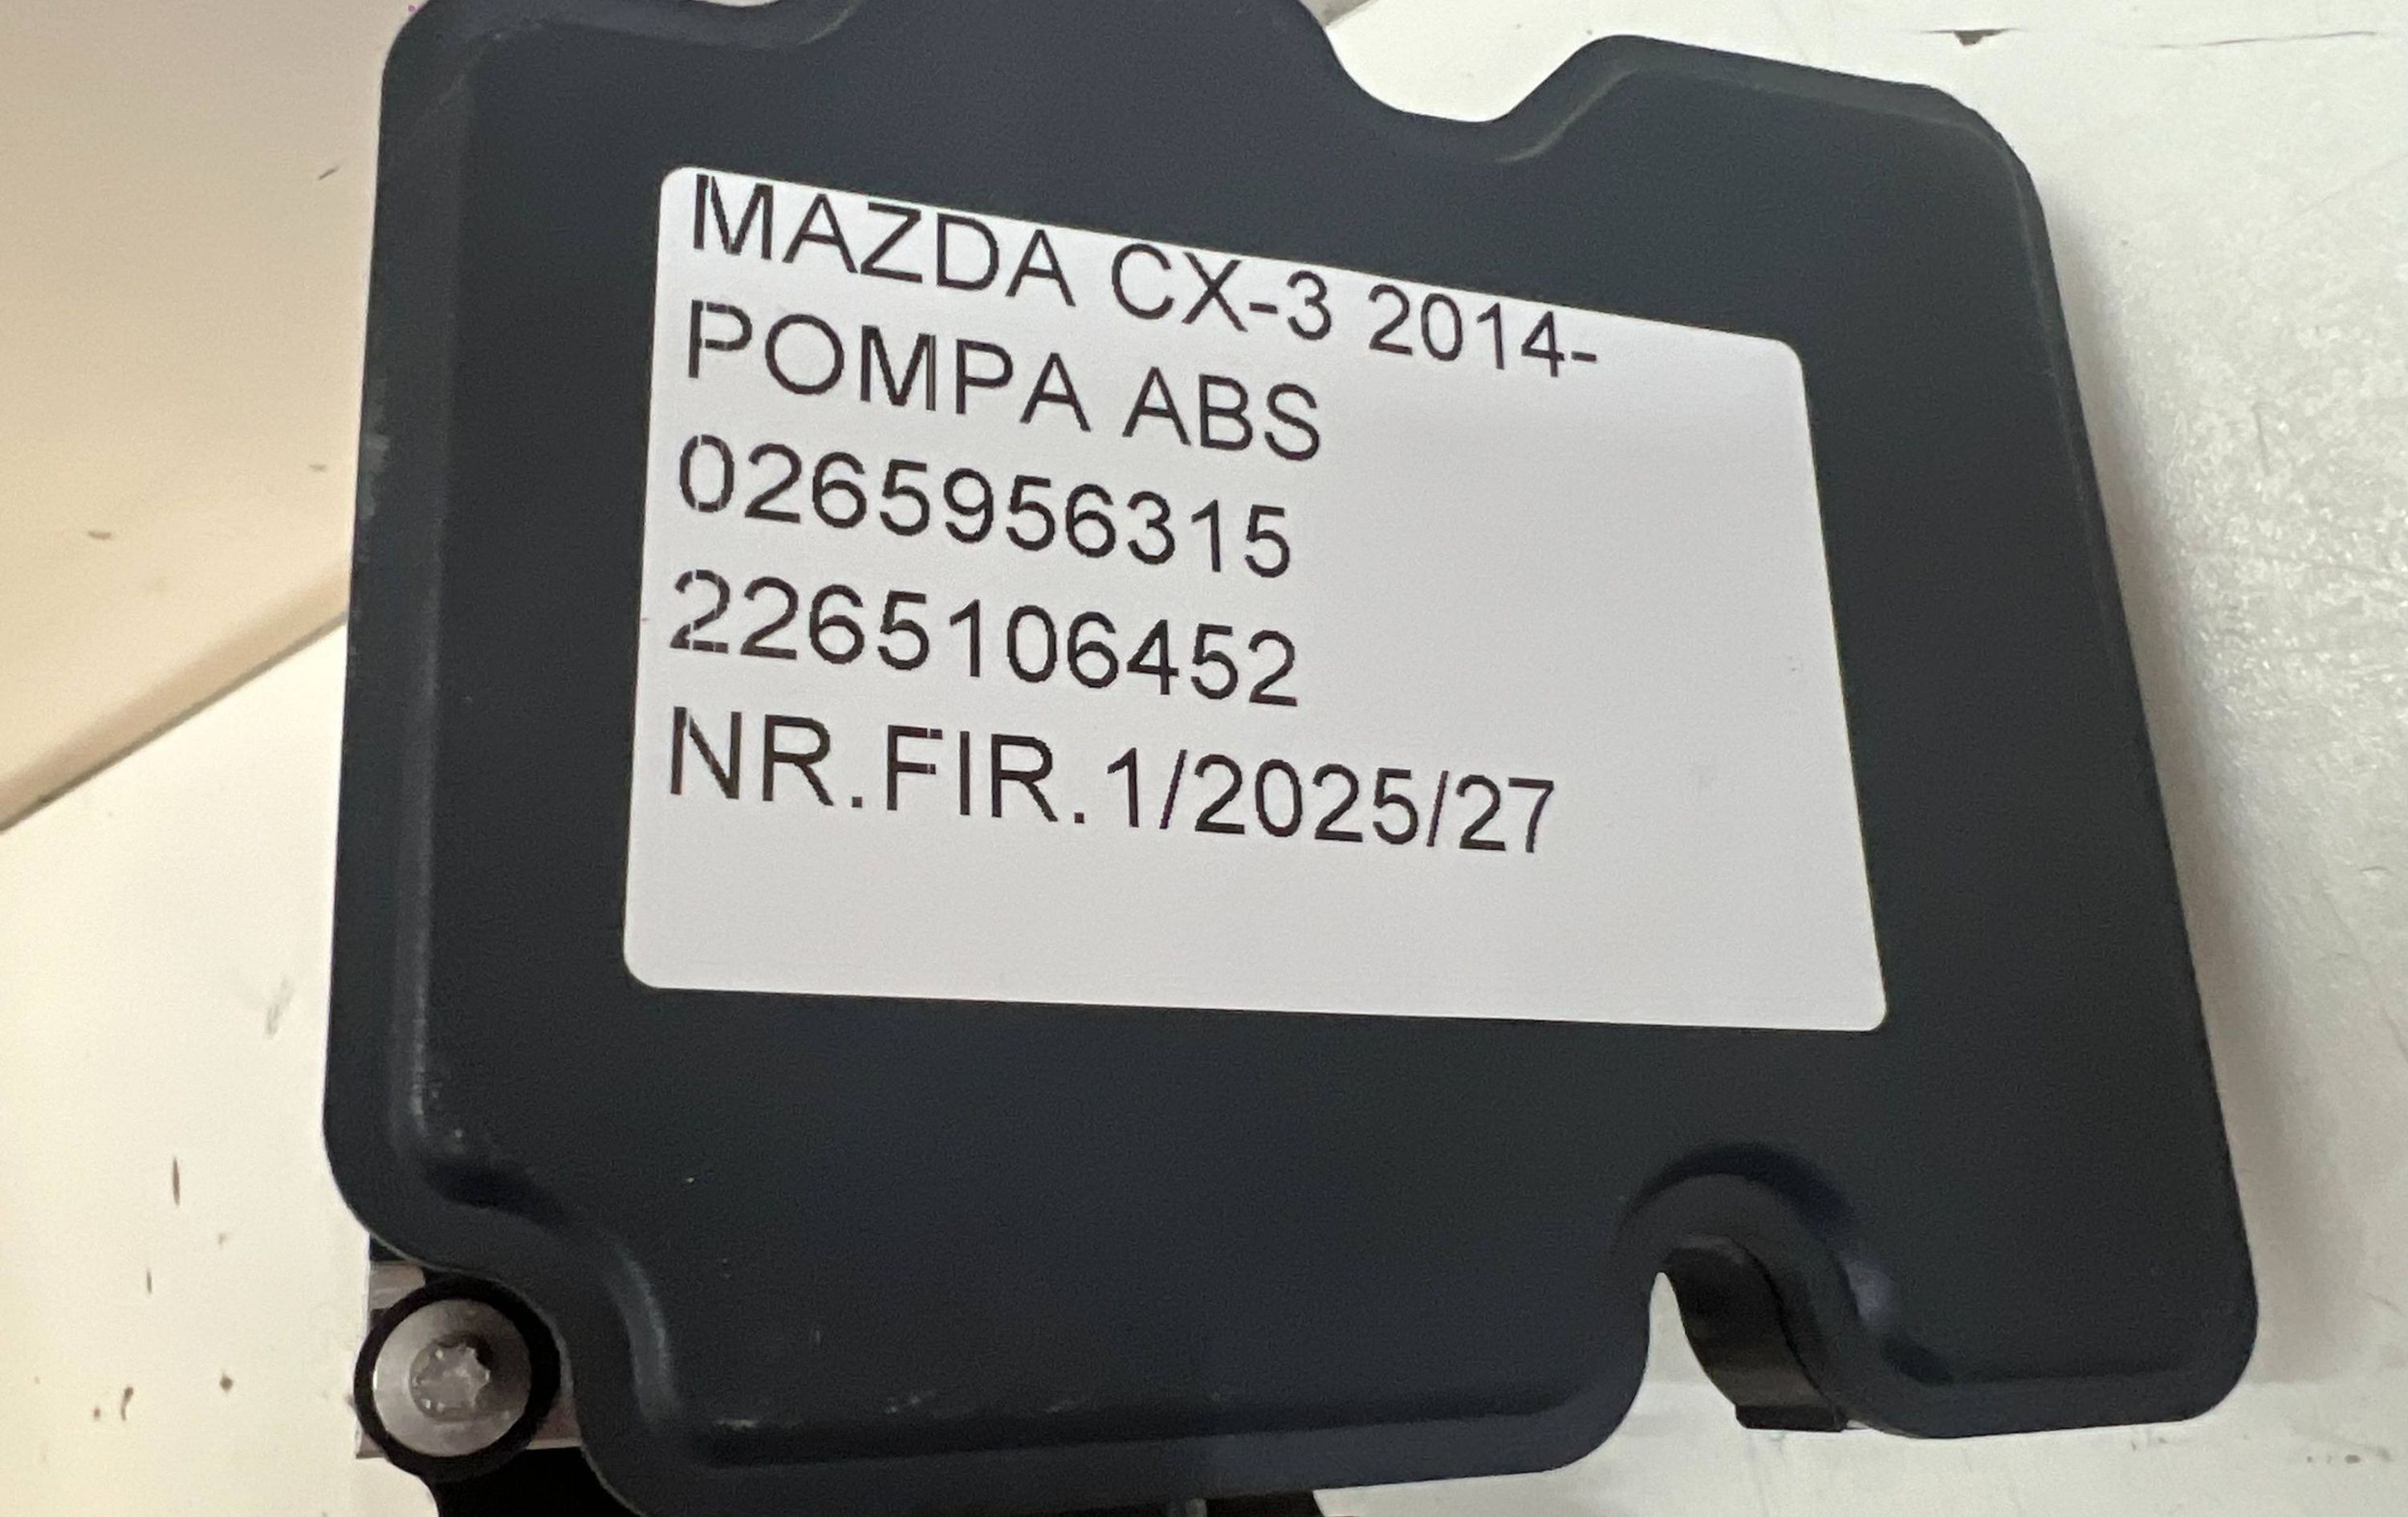 MAZDA CX-3 2014-
POMPA ABS
0265956315
2265106452
NR.FIR.1/2025/27